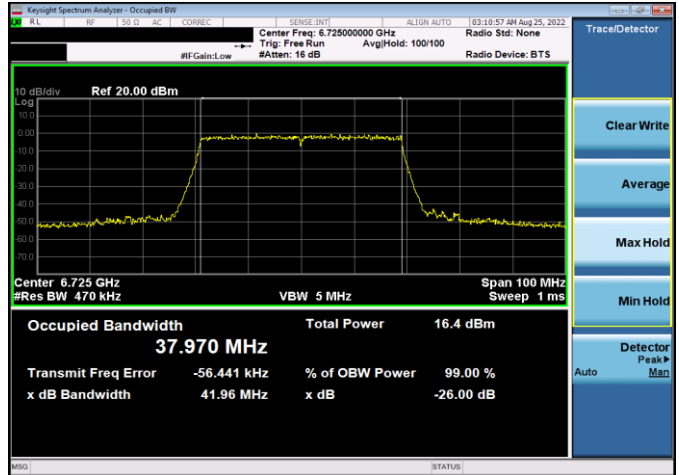 Keysight Spectrum Analyzer - Occupied BW
RL RF 50 Ω AC CORREC SENSE:INT ALIGN AUTO 03:10:57 AM Aug 25, 2022
Center Freq: 6.725000000 GHz Radio Std: None
Trig: Free Run Avg|Hold: 100/100
#IFGain:Low #Atten: 16 dB Radio Device: BTS
10 dB/div Ref 20.00 dBm
Log
10.0
0.00
-10.0
-20.0
-30.0
-40.0
-50.0
-60.0
-70.0
Center 6.725 GHz Span 100 MHz
#Res BW 470 kHz VBW 5 MHz Sweep 1 ms
Occupied Bandwidth Total Power 16.4 dBm
37.970 MHz
Transmit Freq Error -56.441 kHz % of OBW Power 99.00 %
x dB Bandwidth 41.96 MHz x dB -26.00 dB
MSG STATUS
Trace/Detector
Clear Write
Average
Max Hold
Min Hold
Detector
Peak▶
Auto Man